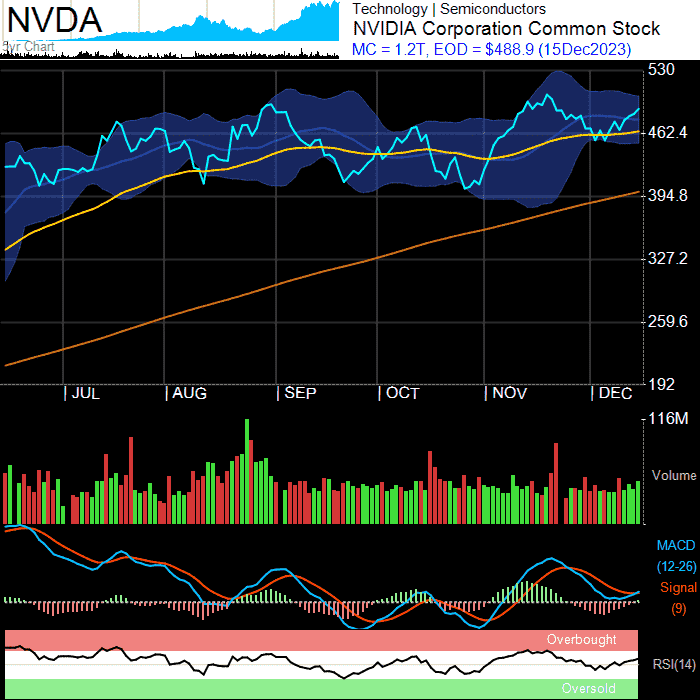 NVDA
5yr Chart
Technology | Semiconductors
NVIDIA Corporation Common Stock
MC = 1.2T, EOD = $488.9 (15Dec2023)
530
462.4
394.8
327.2
259.6
192
| JUL | AUG | SEP | OCT | NOV | DEC
116M
Volume
MACD
(12-26)
Signal
(9)
Overbought
RSI(14)
Oversold